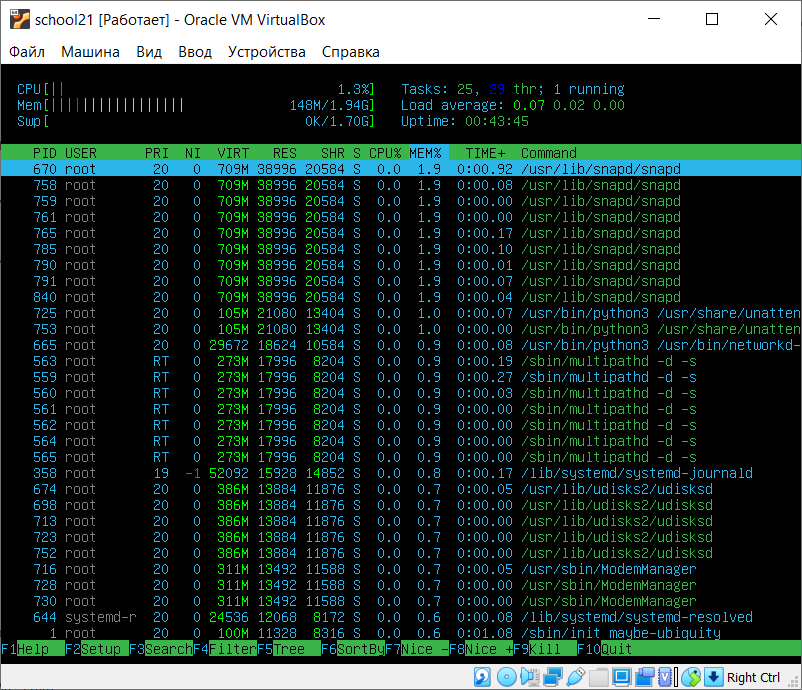 school21 [Работает] - Oracle VM VirtualBox
Файл Машина Вид Ввод Устройства Справка
CPU[|| 1.3%] Tasks: 25, 29 thr; 1 running
Mem[||||||||||||||||| 148M/1.94G] Load average: 0.07 0.02 0.00
Swp[ 0K/1.70G] Uptime: 00:43:45
PID USER PRI NI VIRT RES SHR S CPU% MEM% TIME+ Command
670 root 20 0 709M 38996 20584 S 0.0 1.9 0:00.92 /usr/lib/snapd/snapd
758 root 20 0 709M 38996 20584 S 0.0 1.9 0:00.08 /usr/lib/snapd/snapd
759 root 20 0 709M 38996 20584 S 0.0 1.9 0:00.00 /usr/lib/snapd/snapd
761 root 20 0 709M 38996 20584 S 0.0 1.9 0:00.00 /usr/lib/snapd/snapd
765 root 20 0 709M 38996 20584 S 0.0 1.9 0:00.17 /usr/lib/snapd/snapd
785 root 20 0 709M 38996 20584 S 0.0 1.9 0:00.10 /usr/lib/snapd/snapd
790 root 20 0 709M 38996 20584 S 0.0 1.9 0:00.01 /usr/lib/snapd/snapd
791 root 20 0 709M 38996 20584 S 0.0 1.9 0:00.07 /usr/lib/snapd/snapd
840 root 20 0 709M 38996 20584 S 0.0 1.9 0:00.04 /usr/lib/snapd/snapd
725 root 20 0 105M 21080 13404 S 0.0 1.0 0:00.07 /usr/bin/python3 /usr/share/unatten
753 root 20 0 105M 21080 13404 S 0.0 1.0 0:00.00 /usr/bin/python3 /usr/share/unatten
665 root 20 0 29672 18624 10584 S 0.0 0.9 0:00.08 /usr/bin/python3 /usr/bin/networkd-
563 root RT 0 273M 17996 8204 S 0.0 0.9 0:00.19 /sbin/multipathd -d -s
559 root RT 0 273M 17996 8204 S 0.0 0.9 0:00.27 /sbin/multipathd -d -s
560 root RT 0 273M 17996 8204 S 0.0 0.9 0:00.03 /sbin/multipathd -d -s
561 root RT 0 273M 17996 8204 S 0.0 0.9 0:00.00 /sbin/multipathd -d -s
562 root RT 0 273M 17996 8204 S 0.0 0.9 0:00.00 /sbin/multipathd -d -s
564 root RT 0 273M 17996 8204 S 0.0 0.9 0:00.00 /sbin/multipathd -d -s
565 root RT 0 273M 17996 8204 S 0.0 0.9 0:00.00 /sbin/multipathd -d -s
358 root 19 -1 52092 15928 14852 S 0.0 0.8 0:00.17 /lib/systemd/systemd-journald
674 root 20 0 386M 13884 11876 S 0.0 0.7 0:00.05 /usr/lib/udisks2/udisksd
698 root 20 0 386M 13884 11876 S 0.0 0.7 0:00.00 /usr/lib/udisks2/udisksd
713 root 20 0 386M 13884 11876 S 0.0 0.7 0:00.00 /usr/lib/udisks2/udisksd
723 root 20 0 386M 13884 11876 S 0.0 0.7 0:00.00 /usr/lib/udisks2/udisksd
752 root 20 0 386M 13884 11876 S 0.0 0.7 0:00.00 /usr/lib/udisks2/udisksd
716 root 20 0 311M 13492 11588 S 0.0 0.7 0:00.05 /usr/sbin/ModemManager
728 root 20 0 311M 13492 11588 S 0.0 0.7 0:00.00 /usr/sbin/ModemManager
730 root 20 0 311M 13492 11588 S 0.0 0.7 0:00.00 /usr/sbin/ModemManager
644 systemd-r 20 0 24536 12068 8172 S 0.0 0.6 0:00.08 /lib/systemd/systemd-resolved
1 root 20 0 100M 11328 8316 S 0.0 0.6 0:01.08 /sbin/init maybe-ubiquity
F1Help F2Setup F3SearchF4FilterF5Tree F6SortByF7Nice -F8Nice +F9Kill F10Quit
Right Ctrl